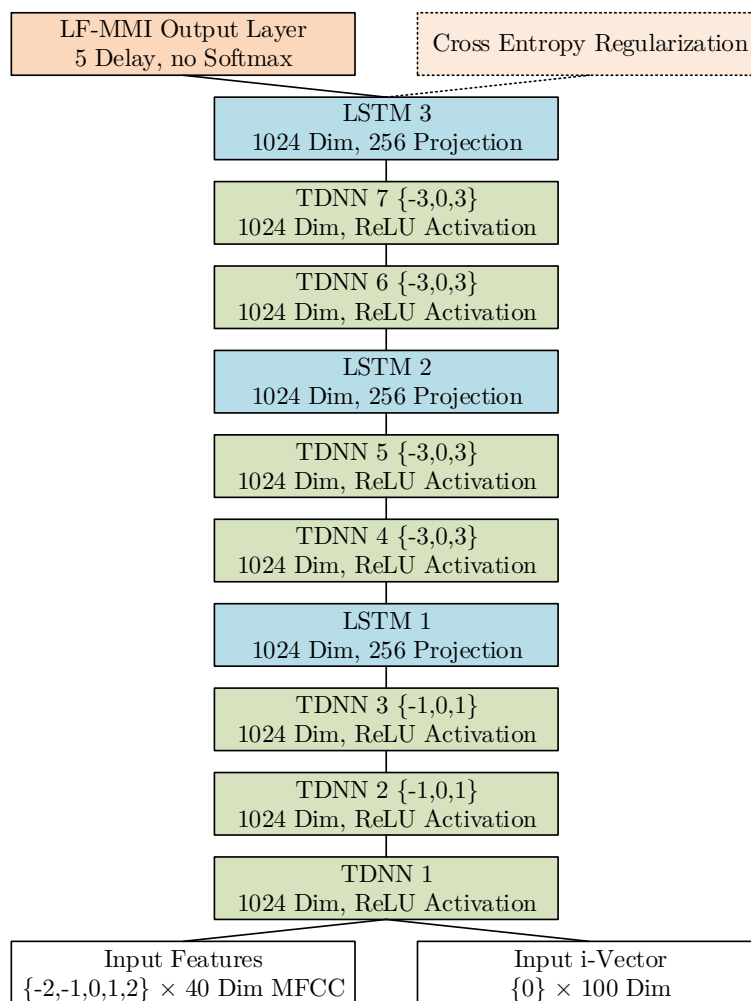 LF-MMI Output Layer
5 Delay, no Softmax
Cross Entropy Regularization
LSTM 3
1024 Dim, 256 Projection
TDNN 7 {-3,0,3}
1024 Dim, ReLU Activation
TDNN 6 {-3,0,3}
1024 Dim, ReLU Activation
LSTM 2
1024 Dim, 256 Projection
TDNN 5 {-3,0,3}
1024 Dim, ReLU Activation
TDNN 4 {-3,0,3}
1024 Dim, ReLU Activation
LSTM 1
1024 Dim, 256 Projection
TDNN 3 {-1,0,1}
1024 Dim, ReLU Activation
TDNN 2 {-1,0,1}
1024 Dim, ReLU Activation
TDNN 1
1024 Dim, ReLU Activation
Input Features
{-2,-1,0,1,2} × 40 Dim MFCC
Input i-Vector
{0} × 100 Dim